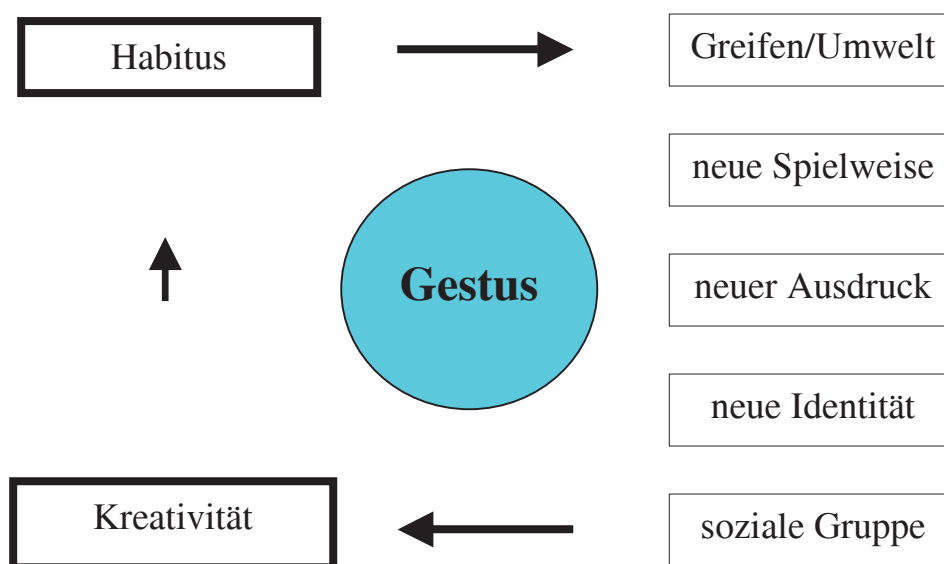 Habitus
Greifen/Umwelt
neue Spielweise
Gestus
neuer Ausdruck
neue Identität
Kreativität
soziale Gruppe